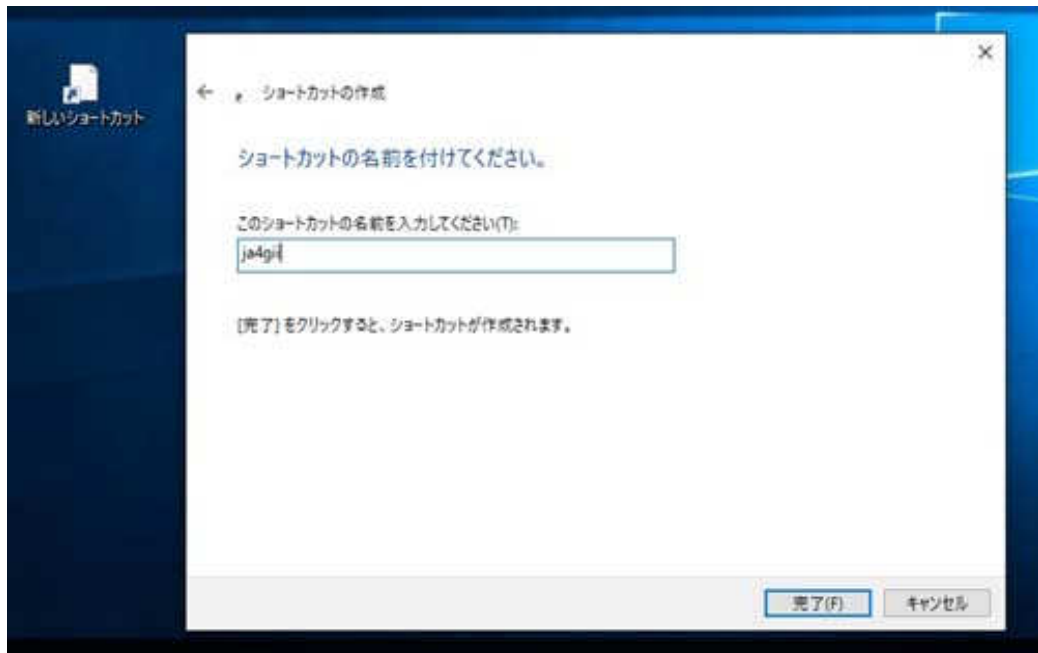 新しいショートカット
ショートカットの作成
ショートカットの名前を付けてください。
このショートカットの名前を入力してください(T):
[完了] をクリックすると、ショートカットが作成されます。
完了(F)
キャンセル